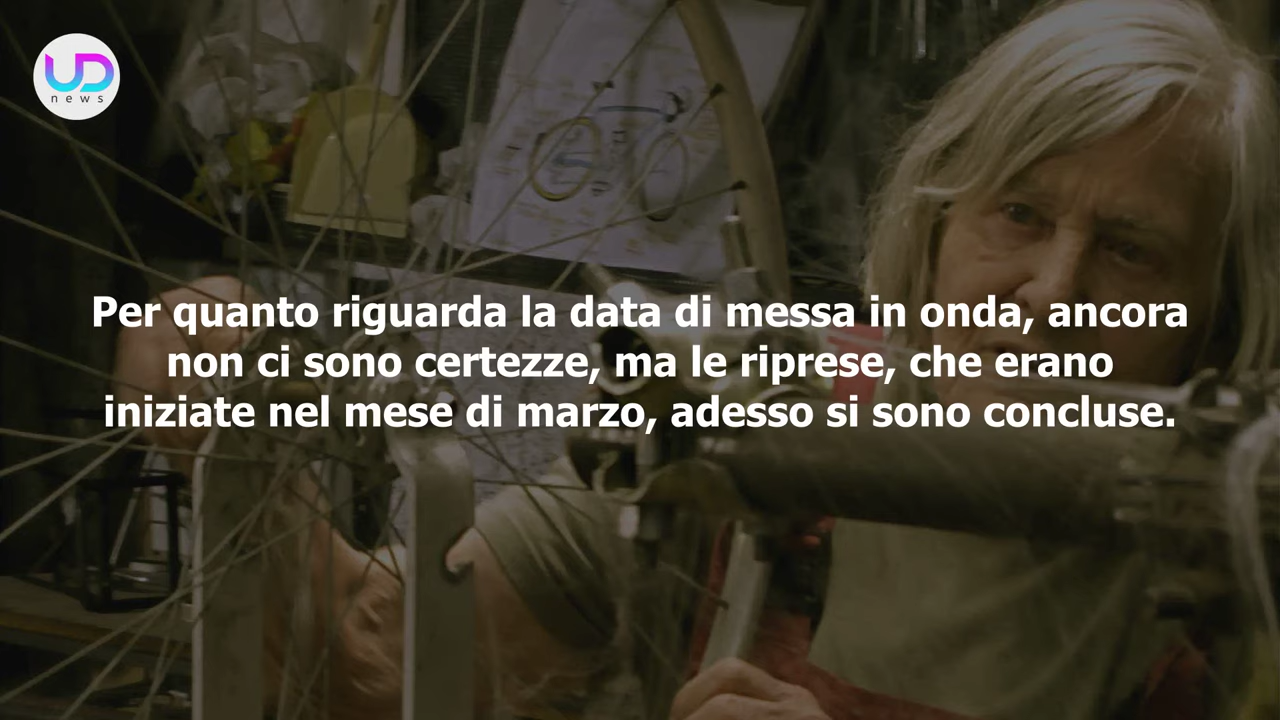 UD
news
Per quanto riguarda la data di messa in onda, ancora
non ci sono certezze, ma le riprese, che erano
iniziate nel mese di marzo, adesso si sono concluse.